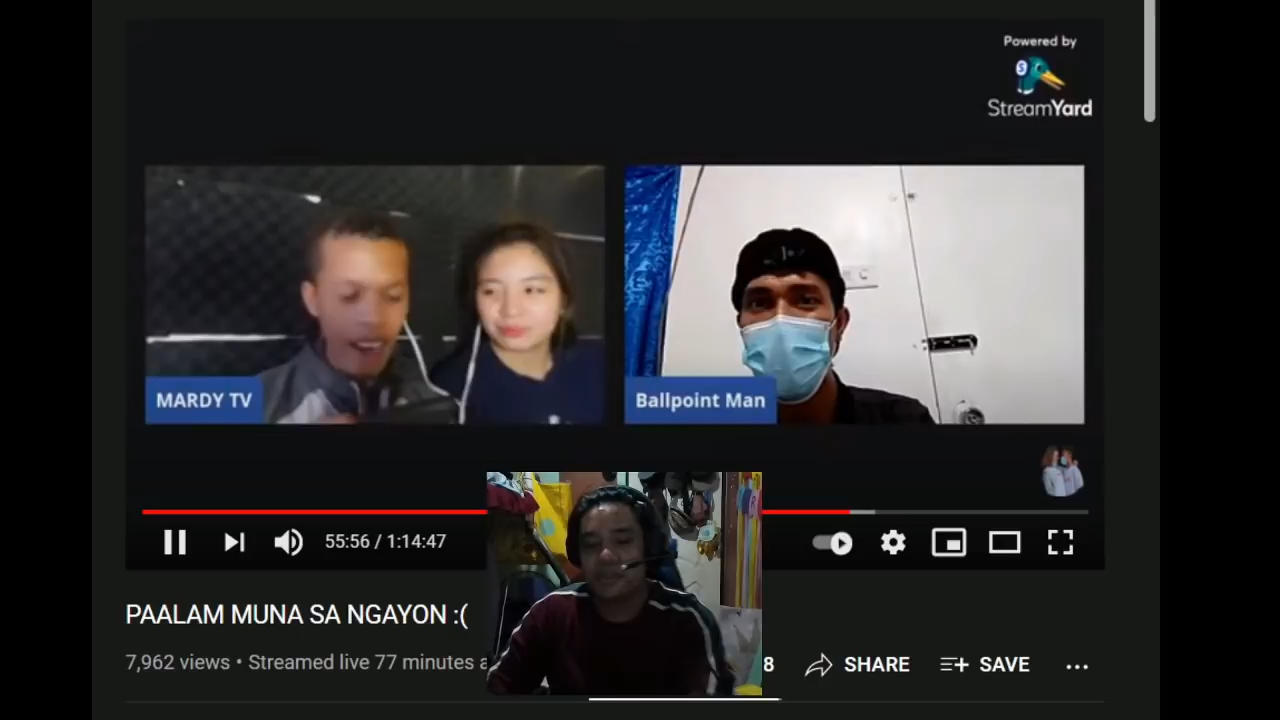 Powered by
StreamYard
MARDY TV
Ballpoint Man
55:56 / 1:14:47
PAALAM MUNA SA NGAYON :(
7,962 views • Streamed live 77 minutes a
8 SHARE SAVE